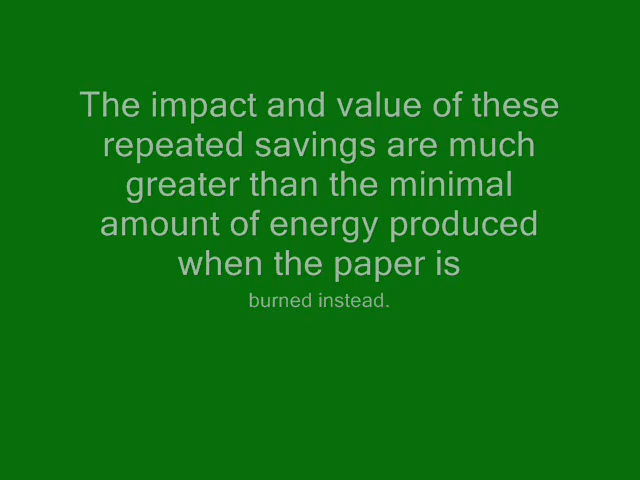 The impact and value of these
repeated savings are much
greater than the minimal
amount of energy produced
when the paper is
burned instead.